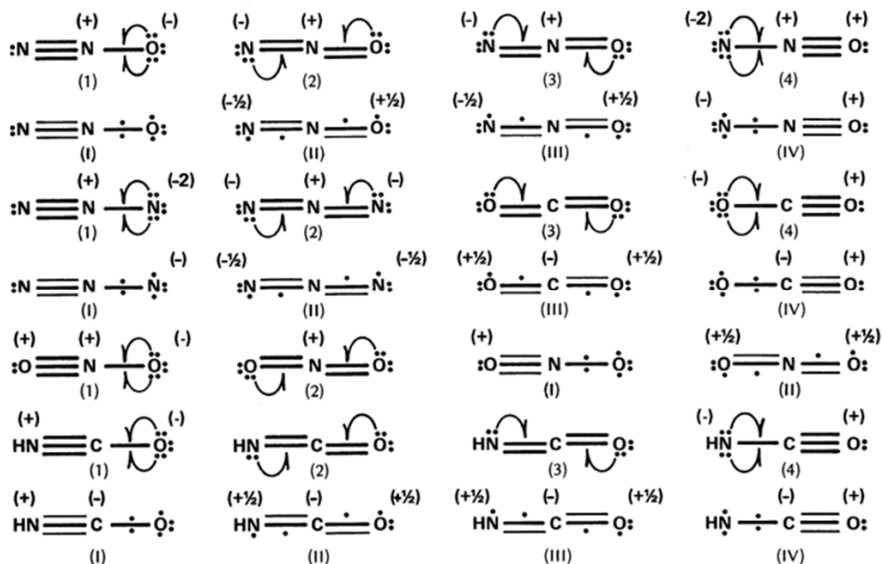 (+) (-) (-) (+) (-) (+) (-2) (+) (+)
:N N O: :N N O: :N N O: :N N O:
(1) (2) (3) (4)
(-½) (+½) (-½) (+½) (-) (+)
:N N O: :N N O: :N N O: :N N O:
(I) (II) (III) (IV)
(+) (-2) (-) (+) (-) (-) (+)
:N N N: :N N N: :O C O: :O C O:
(1) (2) (3) (4)
(-) (-½) (-½) (+½) (-) (+½) (-) (+)
:N N N: :N N N: :O C O: :O C O:
(I) (II) (III) (IV)
(+) (+) (-) (+) (+) (+½) (+½)
:O N O: :O N O: :O N O: :O N O:
(1) (2) (I) (II)
(+) (-) (-) (+)
HN C O: HN C O: HN C O: HN C O:
(1) (2) (3) (4)
(+) (-) (+½) (-) (+½) (+½) (-) (+½) (-) (+)
HN C O: HN C O: HN C O: HN C O:
(I) (II) (III) (IV)